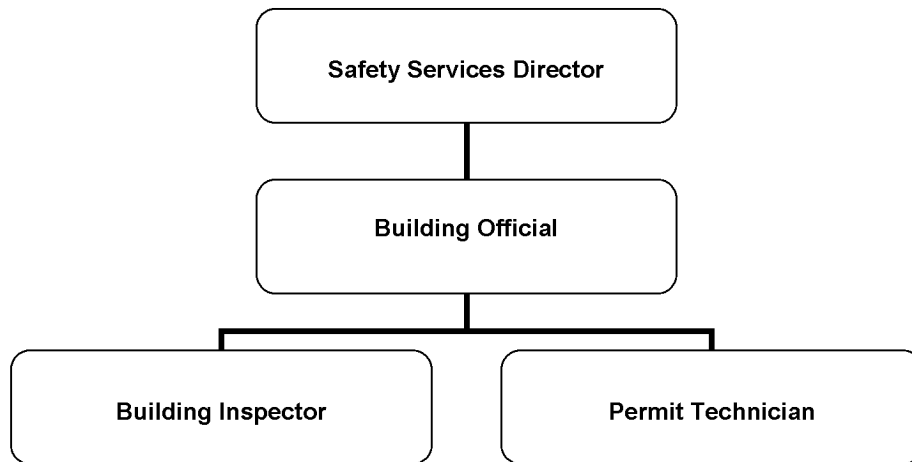 Safety Services Director
Building Official
Building Inspector
Permit Technician